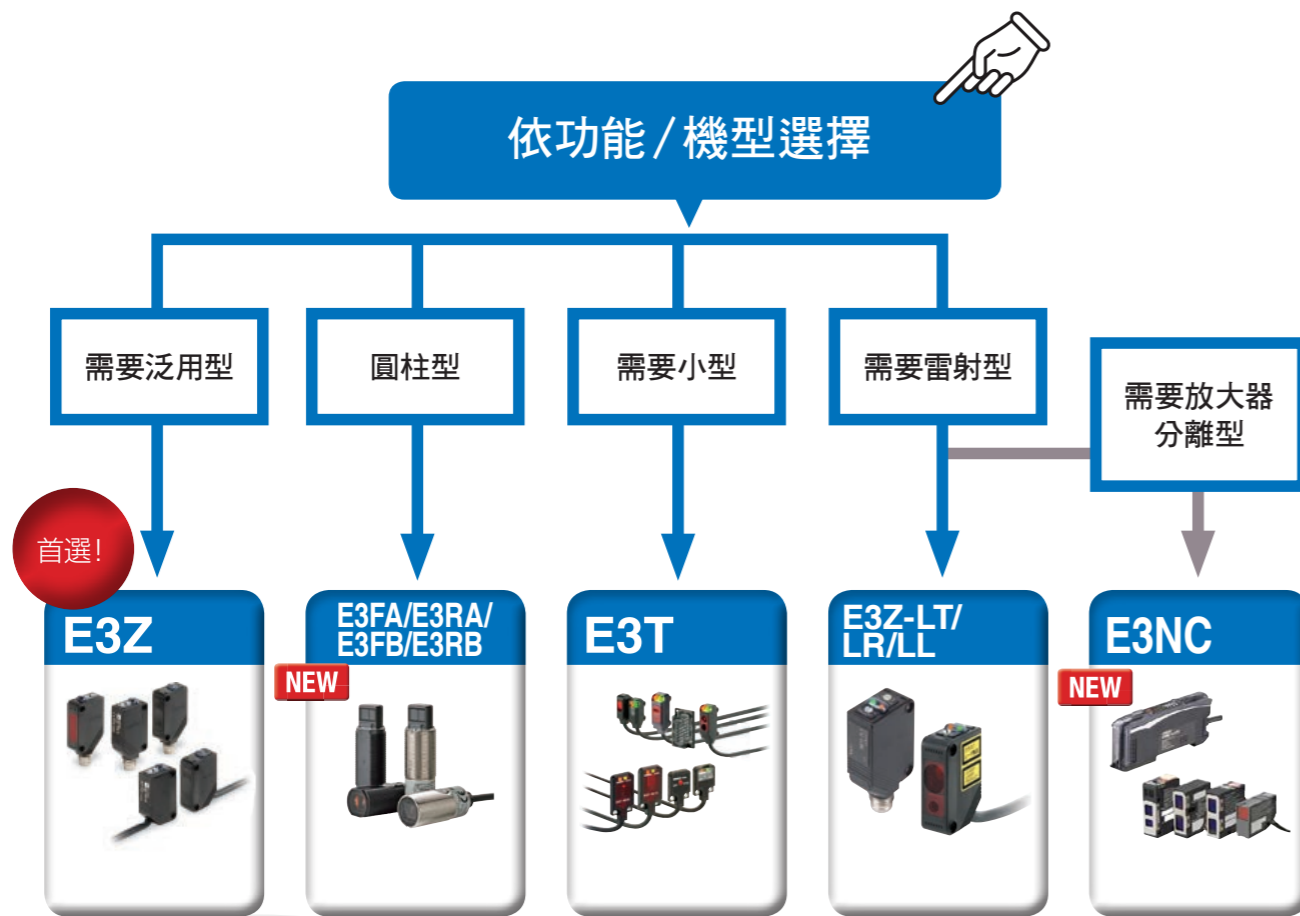 依功能/機型選擇
需要泛用型
圓柱型
需要小型
需要雷射型
需要放大器
分離型
首選!
E3Z
E3FA/E3RA/
E3FB/E3RB
NEW
E3T
E3Z-LT/
LR/LL
E3NC
NEW